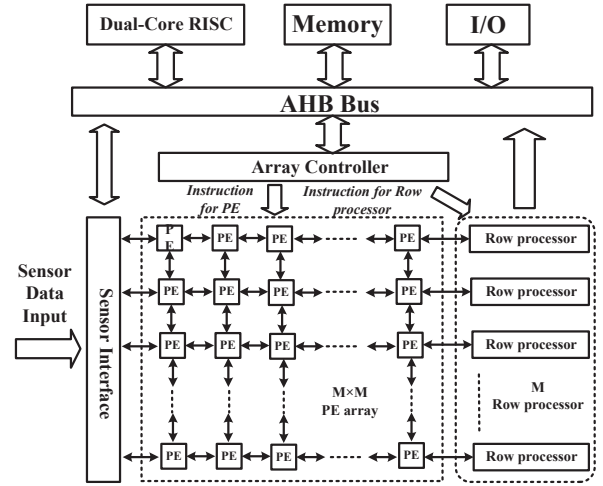 Dual-Core RISC
Memory
I/O
AHB Bus
Array Controller
Instruction for PE
Instruction for Row processor
Sensor Data Input
Sensor Interface
PE PE PE PE Row processor
PE PE PE PE Row processor
PE PE PE PE Row processor
M×M
PE array
M
Row processor
PE PE PE PE Row processor